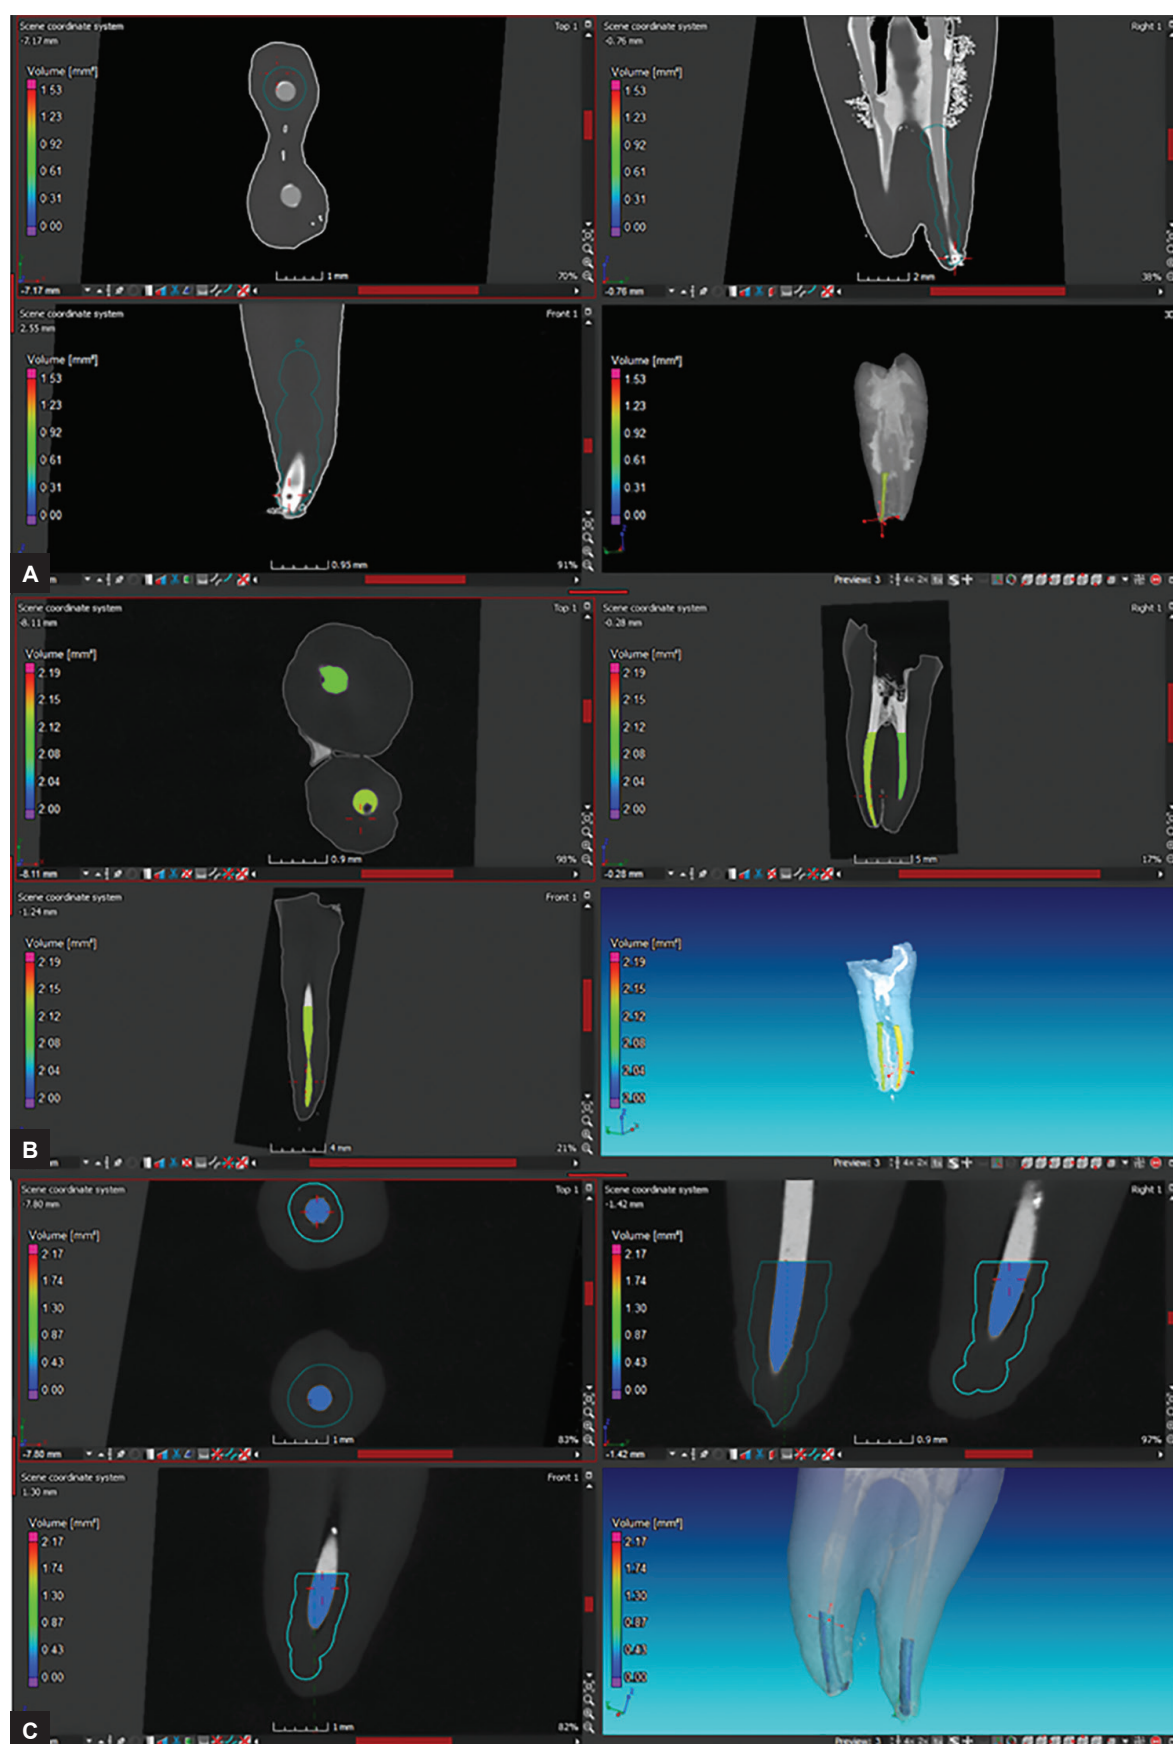 Scene coordinate system
-7.17 mm
Top 1
Volume [mm³]
1.53
1.23
0.92
0.61
0.31
0.00
1 mm
70%
-7.17 mm
Scene coordinate system
-0.76 mm
Right 1
Volume [mm³]
1.53
1.23
0.92
0.61
0.31
0.00
2 mm
38%
-0.76 mm
Scene coordinate system
2.55 mm
Front 1
Volume [mm³]
1.53
1.23
0.92
0.61
0.31
0.00
0.95 mm
91%
A
mm
Volume [mm³]
1.53
1.23
0.92
0.61
0.31
0.00
Preview: 3
Scene coordinate system
-8.11 mm
Top 1
Volume [mm³]
2.19
2.15
2.12
2.08
2.04
2.00
0.9 mm
98%
-8.11 mm
Scene coordinate system
-0.28 mm
Right 1
Volume [mm³]
2.19
2.15
2.12
2.08
2.04
2.00
5 mm
17%
-0.28 mm
Scene coordinate system
-1.24 mm
Front 1
Volume [mm³]
2.19
2.15
2.12
2.08
2.04
2.00
4 mm
21%
B
mm
Volume [mm³]
2.19
2.15
2.12
2.08
2.04
2.00
Preview: 3
Scene coordinate system
-7.80 mm
Top 1
Volume [mm³]
2.17
1.74
1.30
0.87
0.43
0.00
1 mm
83%
-7.80 mm
Scene coordinate system
-1.42 mm
Right 1
Volume [mm³]
2.17
1.74
1.30
0.87
0.43
0.00
0.9 mm
97%
-1.42 mm
Scene coordinate system
1.30 mm
Front 1
Volume [mm³]
2.17
1.74
1.30
0.87
0.43
0.00
1 mm
82%
C
mm
Volume [mm³]
2.17
1.74
1.30
0.87
0.43
0.00
Preview: 3